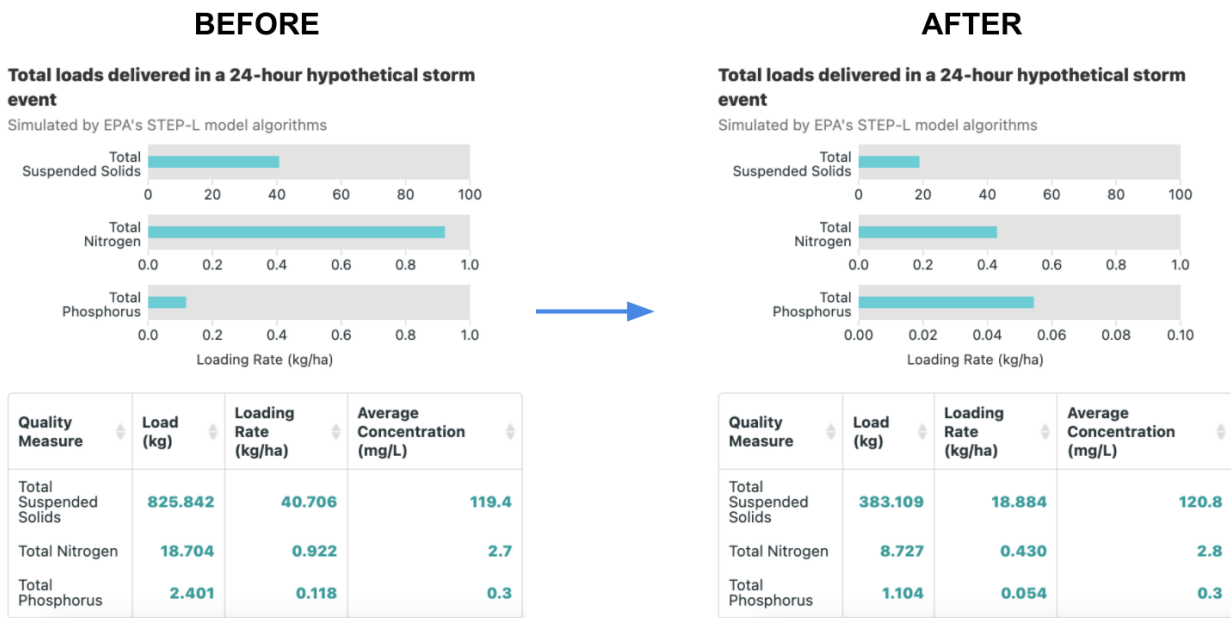 BEFORE
Total loads delivered in a 24-hour hypothetical storm
event
Simulated by EPA's STEP-L model algorithms
Total
Suspended Solids
0 20 40 60 80 100
Total
Nitrogen
0.0 0.2 0.4 0.6 0.8 1.0
Total
Phosphorus
0.0 0.2 0.4 0.6 0.8 1.0
Loading Rate (kg/ha)
Quality
Measure
Load
(kg)
Loading
Rate
(kg/ha)
Average
Concentration
(mg/L)
Total
Suspended
Solids
825.842 40.706 119.4
Total Nitrogen 18.704 0.922 2.7
Total
Phosphorus
2.401 0.118 0.3
AFTER
Total loads delivered in a 24-hour hypothetical storm
event
Simulated by EPA's STEP-L model algorithms
Total
Suspended Solids
0 20 40 60 80 100
Total
Nitrogen
0.0 0.2 0.4 0.6 0.8 1.0
Total
Phosphorus
0.00 0.02 0.04 0.06 0.08 0.10
Loading Rate (kg/ha)
Quality
Measure
Load
(kg)
Loading
Rate
(kg/ha)
Average
Concentration
(mg/L)
Total
Suspended
Solids
383.109 18.884 120.8
Total Nitrogen 8.727 0.430 2.8
Total
Phosphorus
1.104 0.054 0.3